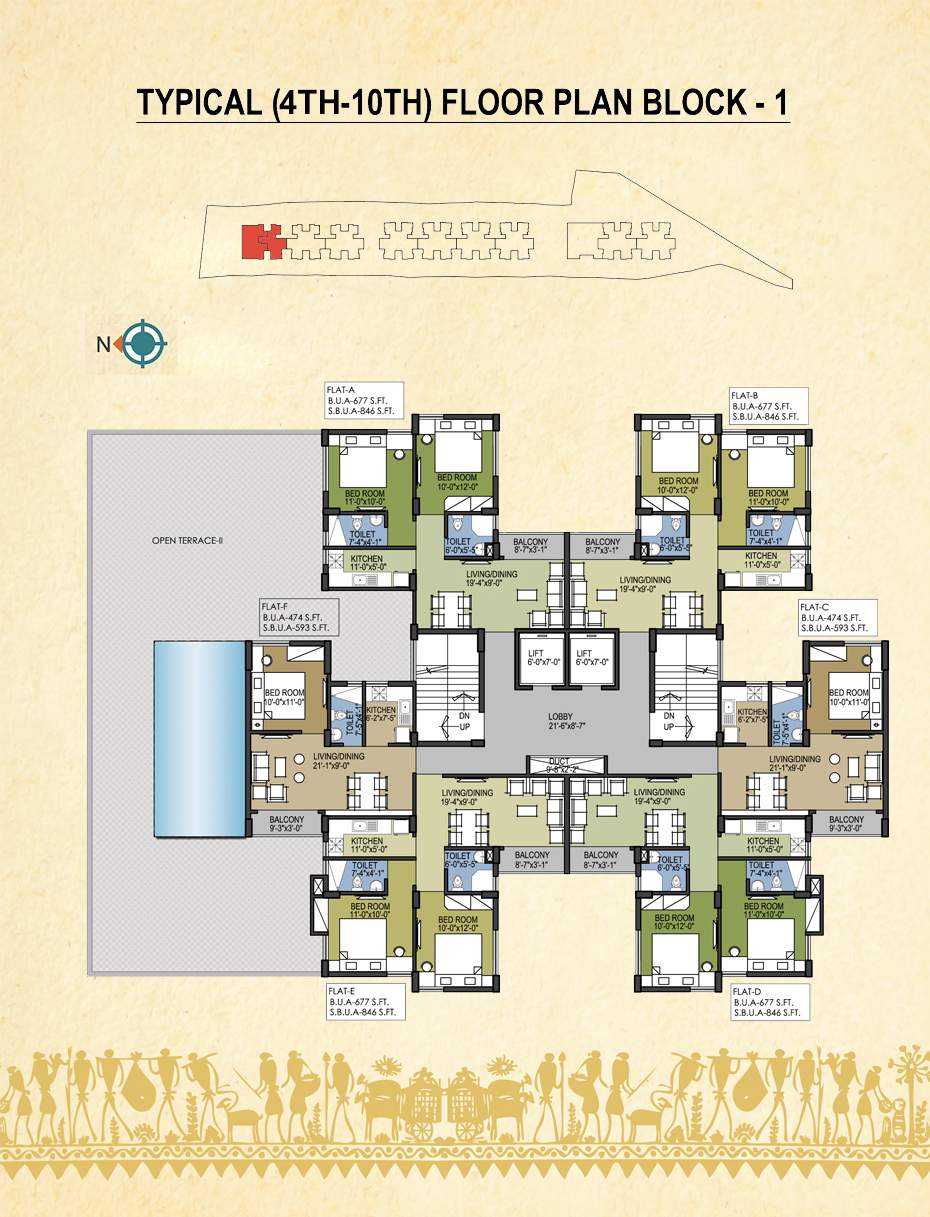 TYPICAL (4TH-10TH) FLOOR PLAN BLOCK - 1
N
FLAT-A
B.U.A-677 S.FT.
S.B.U.A-846 S.FT.
FLAT-B
B.U.A-677 S.FT.
S.B.U.A-846 S.FT.
BED ROOM
11'-0"x10'-0"
BED ROOM
10'-0"x12'-0"
BED ROOM
10'-0"x12'-0"
BED ROOM
11'-0"x10'-0"
OPEN TERRACE-II
TOILET
7'-4"x4'-1"
TOILET
6'-0"x5'-5"
BALCONY
8'-7"x3'-1"
BALCONY
8'-7"x3'-1"
TOILET
6'-0"x5'-5"
TOILET
7'-4"x4'-1"
KITCHEN
11'-0"x5'-0"
LIVING/DINING
19'-4"x9'-0"
LIVING/DINING
19'-4"x9'-0"
KITCHEN
11'-0"x5'-0"
FLAT-F
B.U.A-474 S.FT.
S.B.U.A-593 S.FT.
FLAT-C
B.U.A-474 S.FT.
S.B.U.A-593 S.FT.
LIFT
6'-0"x7'-0"
LIFT
6'-0"x7'-0"
BED ROOM
10'-0"x11'-0"
TOILET
7'-5"x4'-1"
KITCHEN
6'-2"x7'-5"
DN
UP
LOBBY
21'-6"x8'-7"
DN
UP
KITCHEN
6'-2"x7'-5"
TOILET
7'-5"x4'-1"
BED ROOM
10'-0"x11'-0"
LIVING/DINING
21'-1"x9'-0"
DUCT
9'-8"x2'-2"
LIVING/DINING
21'-1"x9'-0"
LIVING/DINING
19'-4"x9'-0"
LIVING/DINING
19'-4"x9'-0"
BALCONY
9'-3"x3'-0"
BALCONY
9'-3"x3'-0"
KITCHEN
11'-0"x5'-0"
TOILET
6'-0"x5'-5"
BALCONY
8'-7"x3'-1"
BALCONY
8'-7"x3'-1"
TOILET
6'-0"x5'-5"
KITCHEN
11'-0"x5'-0"
TOILET
7'-4"x4'-1"
TOILET
7'-4"x4'-1"
BED ROOM
11'-0"x10'-0"
BED ROOM
10'-0"x12'-0"
BED ROOM
10'-0"x12'-0"
BED ROOM
11'-0"x10'-0"
FLAT-E
B.U.A-677 S.FT.
S.B.U.A-846 S.FT.
FLAT-D
B.U.A-677 S.FT.
S.B.U.A-846 S.FT.